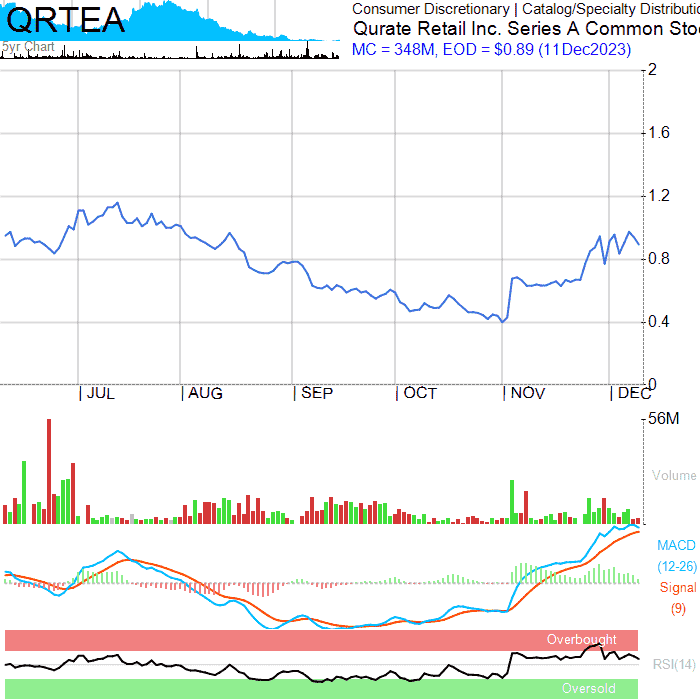 QRTEA
5yr Chart
Consumer Discretionary | Catalog/Specialty Distributio
Qurate Retail Inc. Series A Common Sto
MC = 348M, EOD = $0.89 (11Dec2023)
2
1.6
1.2
0.8
0.4
0
JUL AUG SEP OCT NOV DEC
56M
Volume
MACD
(12-26)
Signal
(9)
Overbought
RSI(14)
Oversold